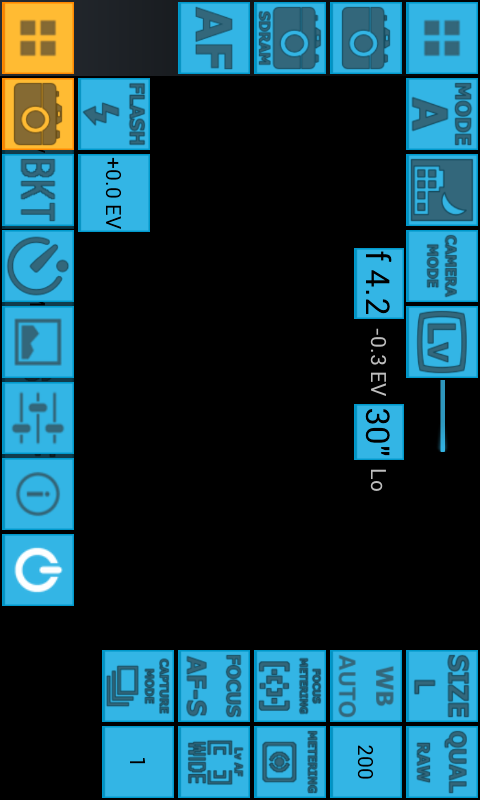 MODE
A
CAMERA
MODE
Lv
SIZE
L
QUAL
RAW
f 4.2 -0.3 EV 30" Lo
WB
AUTO
200
SDRAM
FOCUS
METERING
METERING
AF
FOCUS
AF-S
Lv AF
WIDE
FLASH
+0.0 EV
CAPTURE
MODE
1
BKT
i